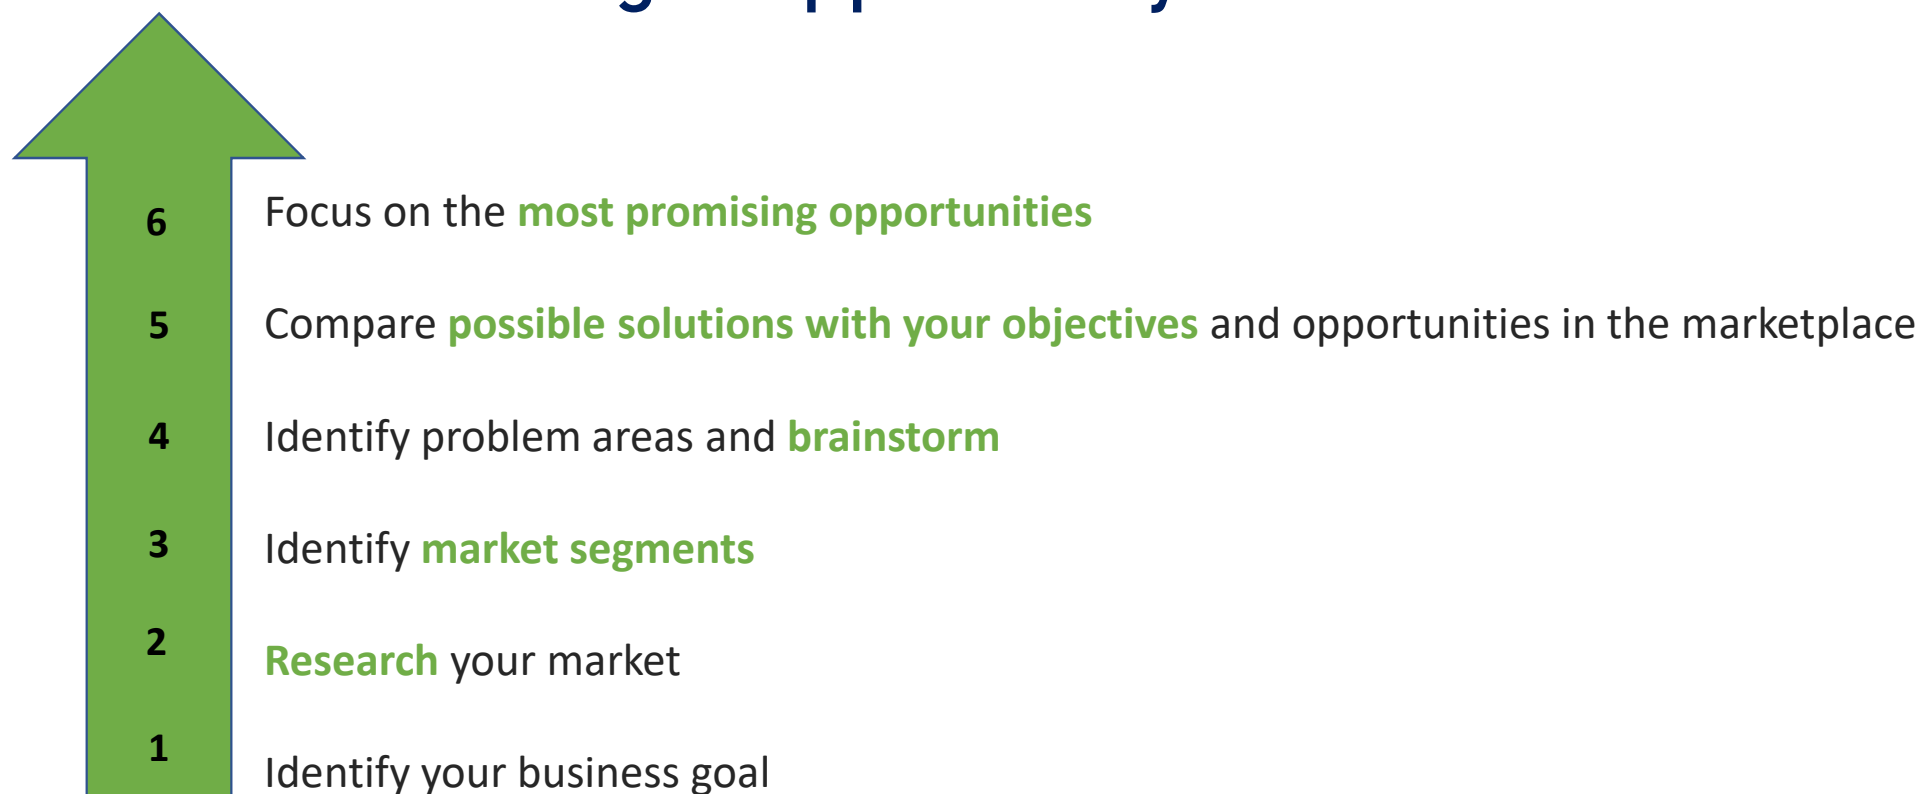 6 Focus on the most promising opportunities
5 Compare possible solutions with your objectives and opportunities in the marketplace
4 Identify problem areas and brainstorm
3 Identify market segments
2 Research your market
1 Identify your business goal